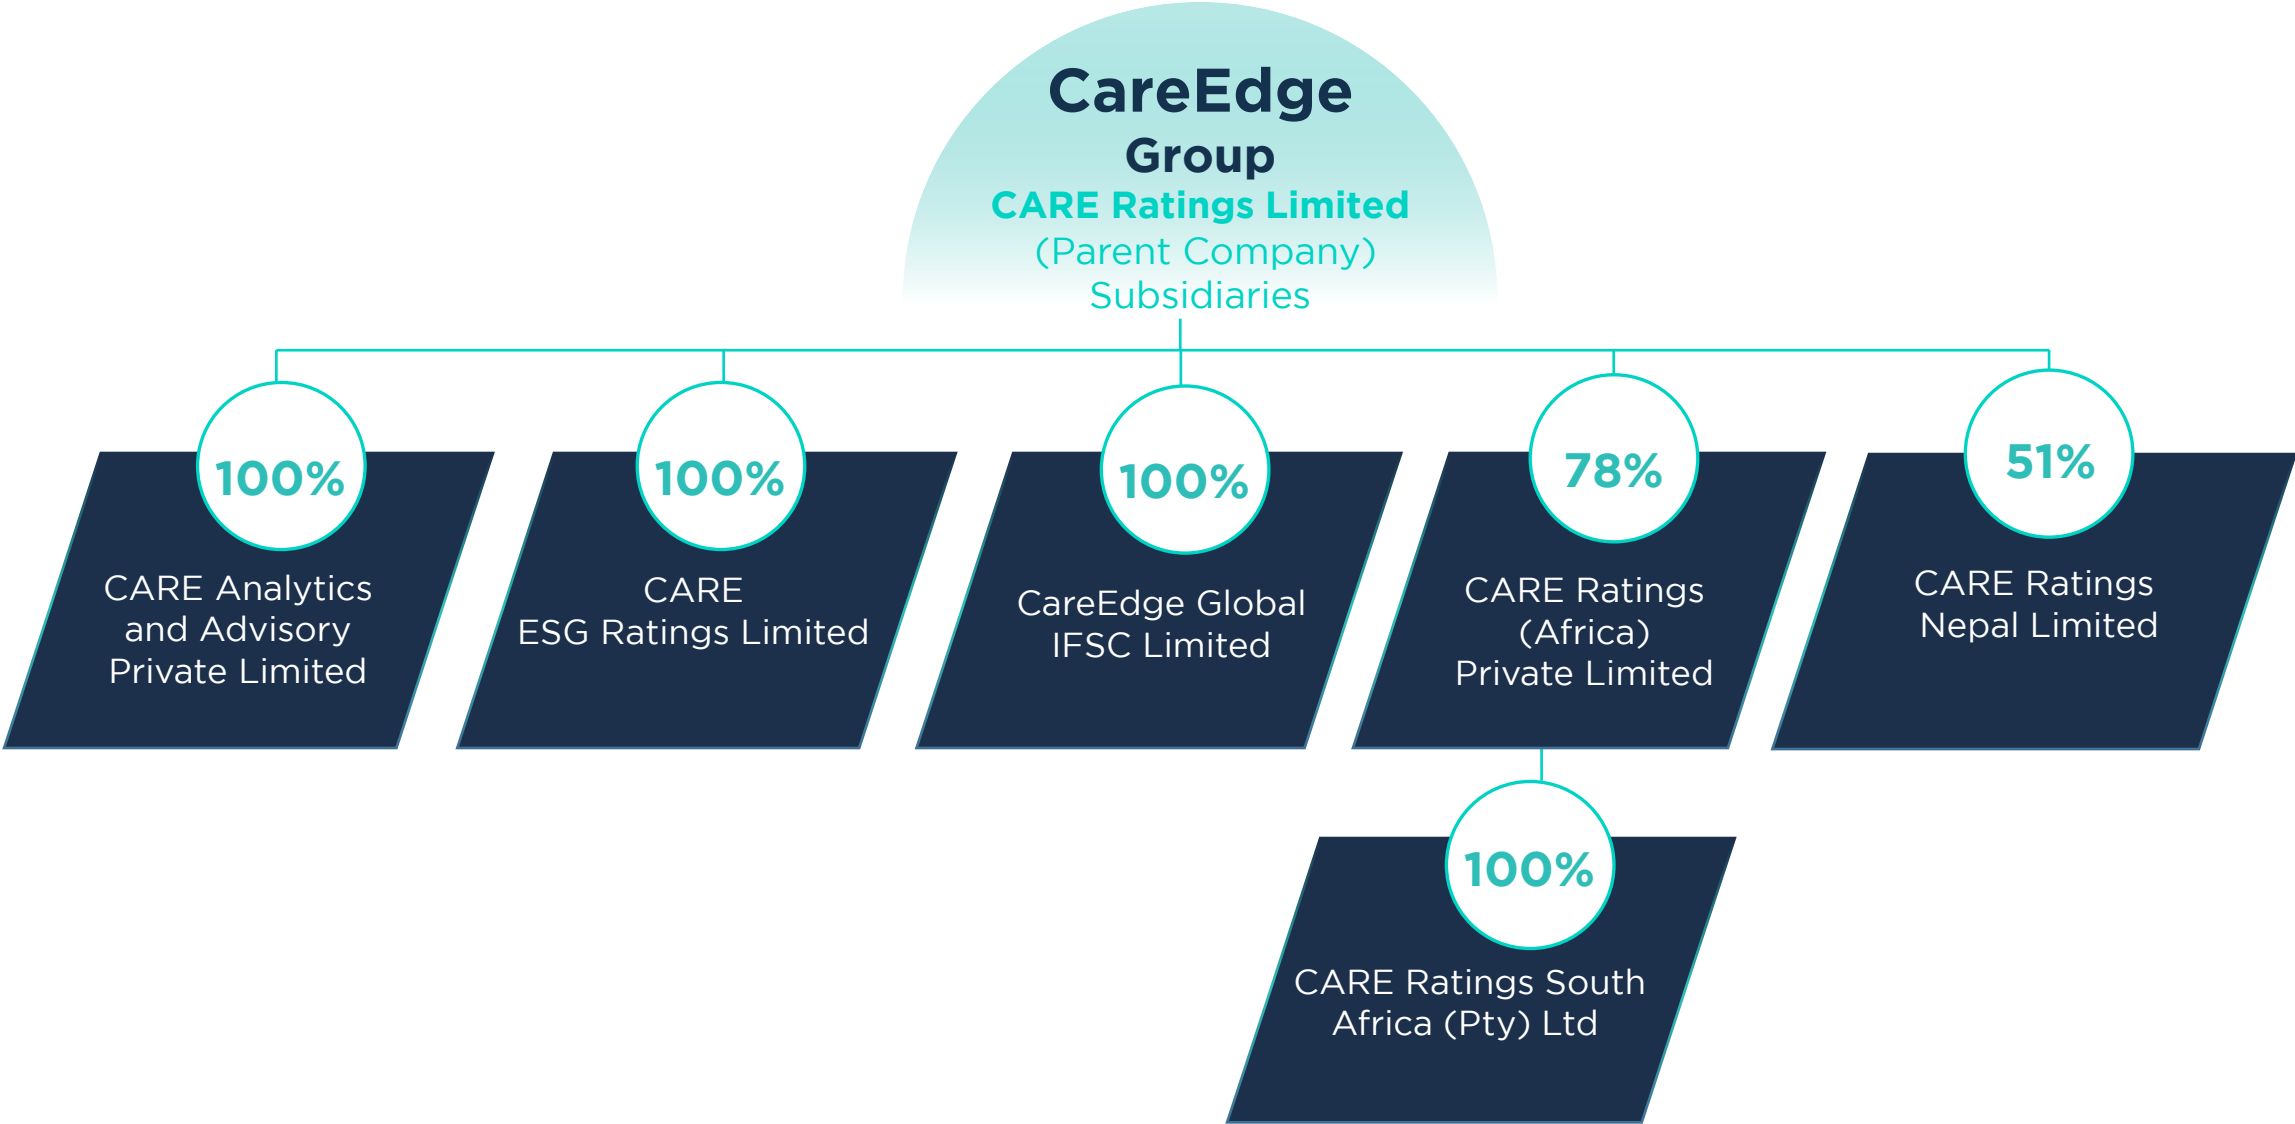 CareEdge
Group
CARE Ratings Limited
(Parent Company)
Subsidiaries
100%
CARE Analytics
and Advisory
Private Limited
100%
CARE
ESG Ratings Limited
100%
CareEdge Global
IFSC Limited
78%
CARE Ratings
(Africa)
Private Limited
51%
CARE Ratings
Nepal Limited
100%
CARE Ratings South
Africa (Pty) Ltd